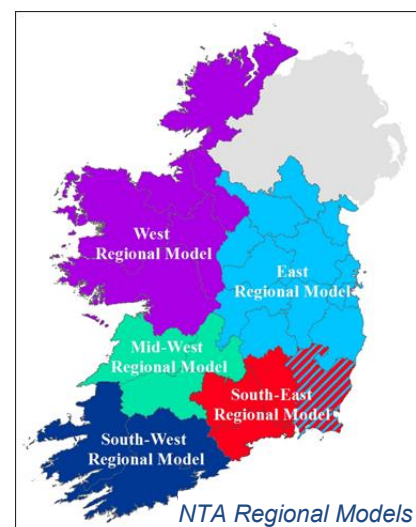 West
Regional Model
East
Regional Model
Mid-West
Regional Model
South-East
Regional Model
South-West
Regional Model
NTA Regional Models